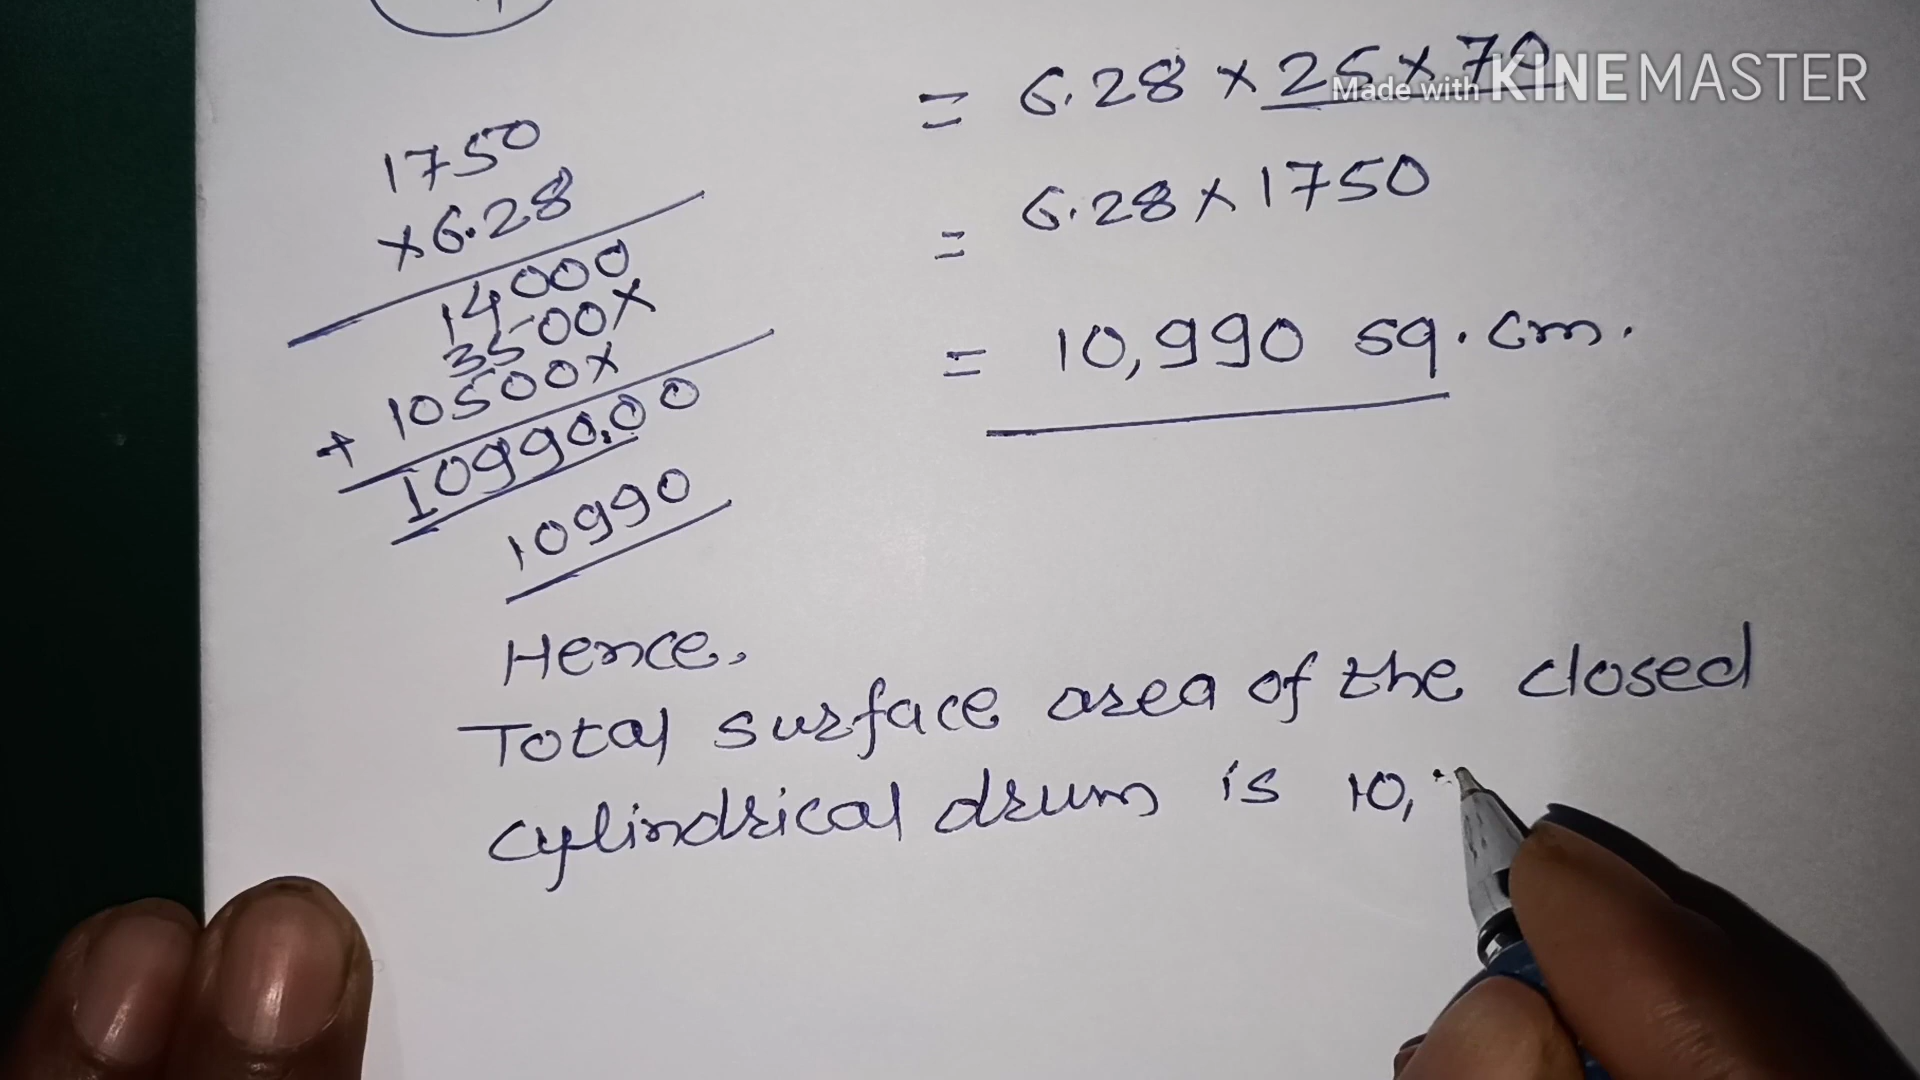 = 6.28 × 25 × 70
Made with KINEMASTER
= 6.28 × 1750
= 10,990 sq. cm.
1750
×6.28
14000
3500×
+ 10500×
10990.00
10990
Hence,
Total surface area of the closed
cylindrical drum is 10,